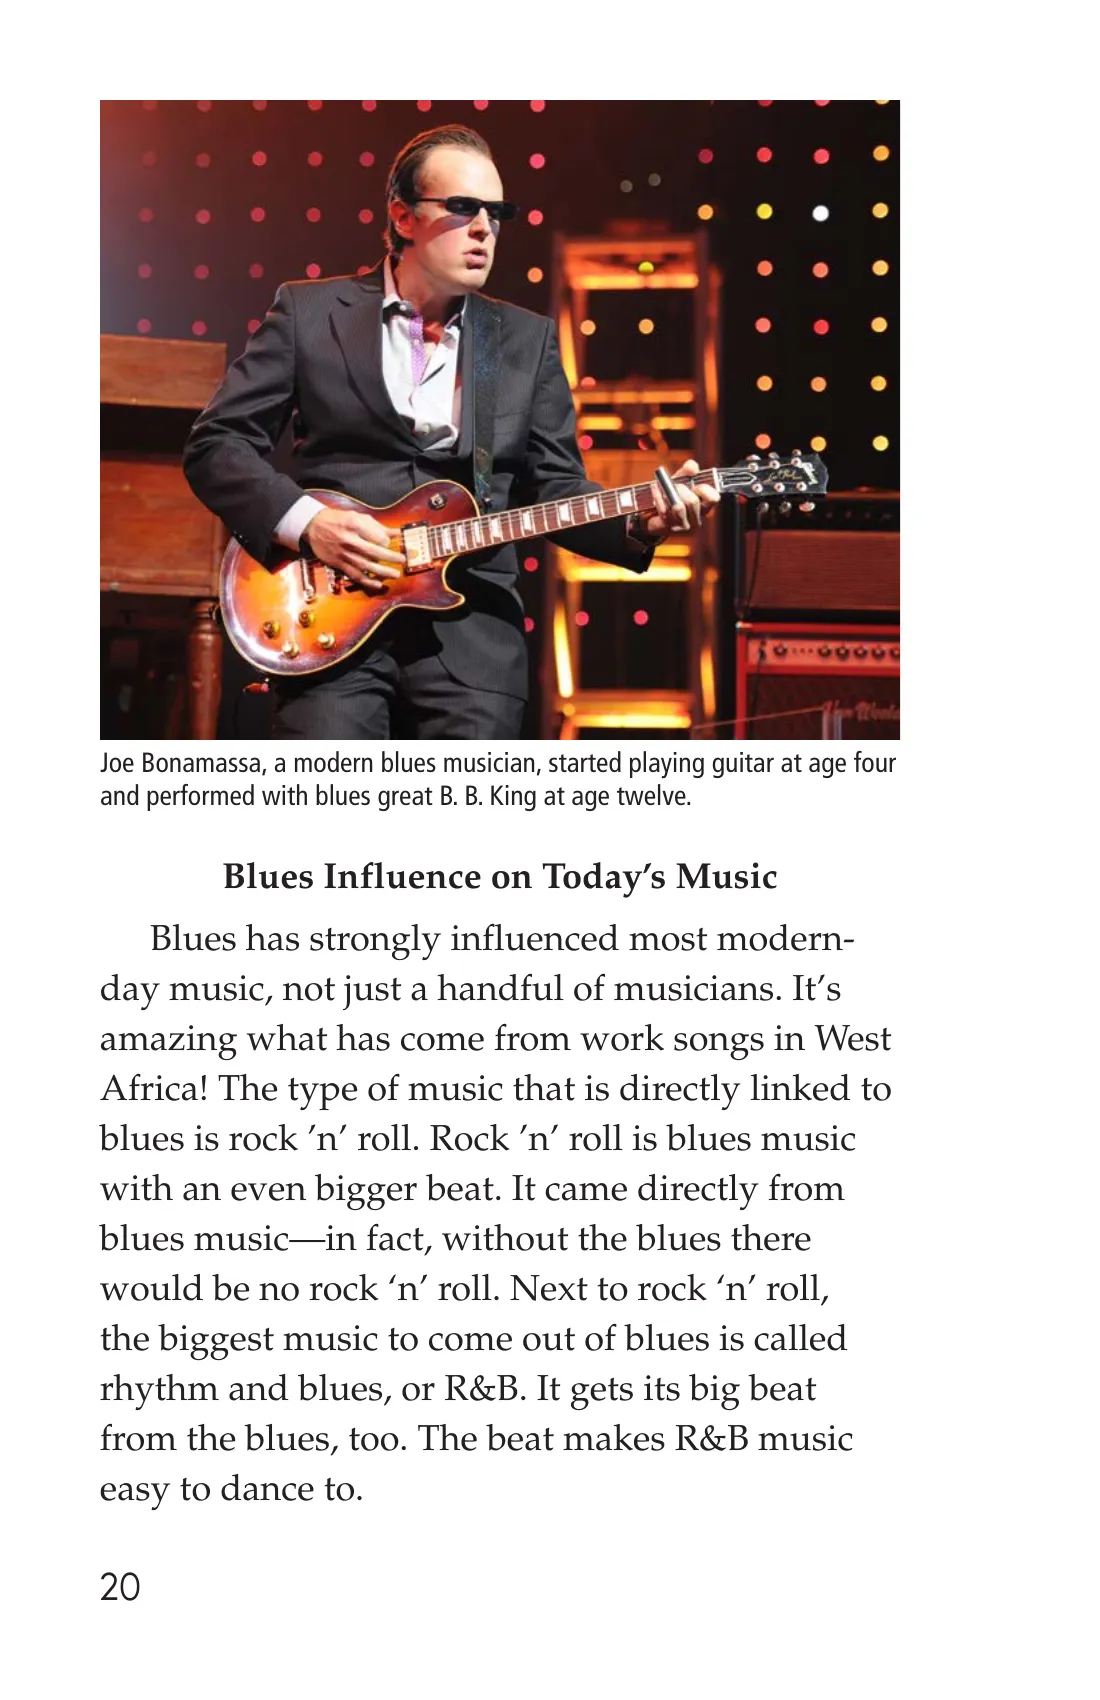 Les Paul
Van Weelden
Joe Bonamassa, a modern blues musician, started playing guitar at age four
and performed with blues great B. B. King at age twelve.
Blues Influence on Today’s Music
Blues has strongly influenced most modern-
day music, not just a handful of musicians. It’s
amazing what has come from work songs in West
Africa! The type of music that is directly linked to
blues is rock ’n’ roll. Rock ’n’ roll is blues music
with an even bigger beat. It came directly from
blues music—in fact, without the blues there
would be no rock ‘n’ roll. Next to rock ‘n’ roll,
the biggest music to come out of blues is called
rhythm and blues, or R&B. It gets its big beat
from the blues, too. The beat makes R&B music
easy to dance to.
20